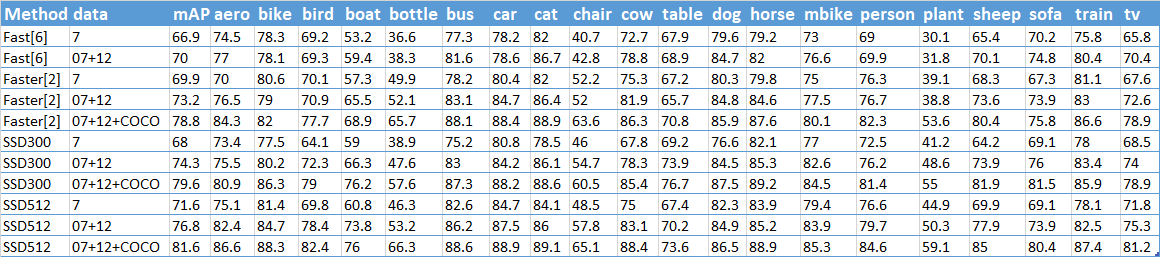 Method data mAP aero bike bird boat bottle bus car cat chair cow table dog horse mbike person plant sheep sofa train tv
Fast[6] 7 66.9 74.5 78.3 69.2 53.2 36.6 77.3 78.2 82 40.7 72.7 67.9 79.6 79.2 73 69 30.1 65.4 70.2 75.8 65.8
Fast[6] 07+12 70 77 78.1 69.3 59.4 38.3 81.6 78.6 86.7 42.8 78.8 68.9 84.7 82 76.6 69.9 31.8 70.1 74.8 80.4 70.4
Faster[2] 7 69.9 70 80.6 70.1 57.3 49.9 78.2 80.4 82 52.2 75.3 67.2 80.3 79.8 75 76.3 39.1 68.3 67.3 81.1 67.6
Faster[2] 07+12 73.2 76.5 79 70.9 65.5 52.1 83.1 84.7 86.4 52 81.9 65.7 84.8 84.6 77.5 76.7 38.8 73.6 73.9 83 72.6
Faster[2] 07+12+COCO 78.8 84.3 82 77.7 68.9 65.7 88.1 88.4 88.9 63.6 86.3 70.8 85.9 87.6 80.1 82.3 53.6 80.4 75.8 86.6 78.9
SSD300 7 68 73.4 77.5 64.1 59 38.9 75.2 80.8 78.5 46 67.8 69.2 76.6 82.1 77 72.5 41.2 64.2 69.1 78 68.5
SSD300 07+12 74.3 75.5 80.2 72.3 66.3 47.6 83 84.2 86.1 54.7 78.3 73.9 84.5 85.3 82.6 76.2 48.6 73.9 76 83.4 74
SSD300 07+12+COCO 79.6 80.9 86.3 79 76.2 57.6 87.3 88.2 88.6 60.5 85.4 76.7 87.5 89.2 84.5 81.4 55 81.9 81.5 85.9 78.9
SSD512 7 71.6 75.1 81.4 69.8 60.8 46.3 82.6 84.7 84.1 48.5 75 67.4 82.3 83.9 79.4 76.6 44.9 69.9 69.1 78.1 71.8
SSD512 07+12 76.8 82.4 84.7 78.4 73.8 53.2 86.2 87.5 86 57.8 83.1 70.2 84.9 85.2 83.9 79.7 50.3 77.9 73.9 82.5 75.3
SSD512 07+12+COCO 81.6 86.6 88.3 82.4 76 66.3 88.6 88.9 89.1 65.1 88.4 73.6 86.5 88.9 85.3 84.6 59.1 85 80.4 87.4 81.2